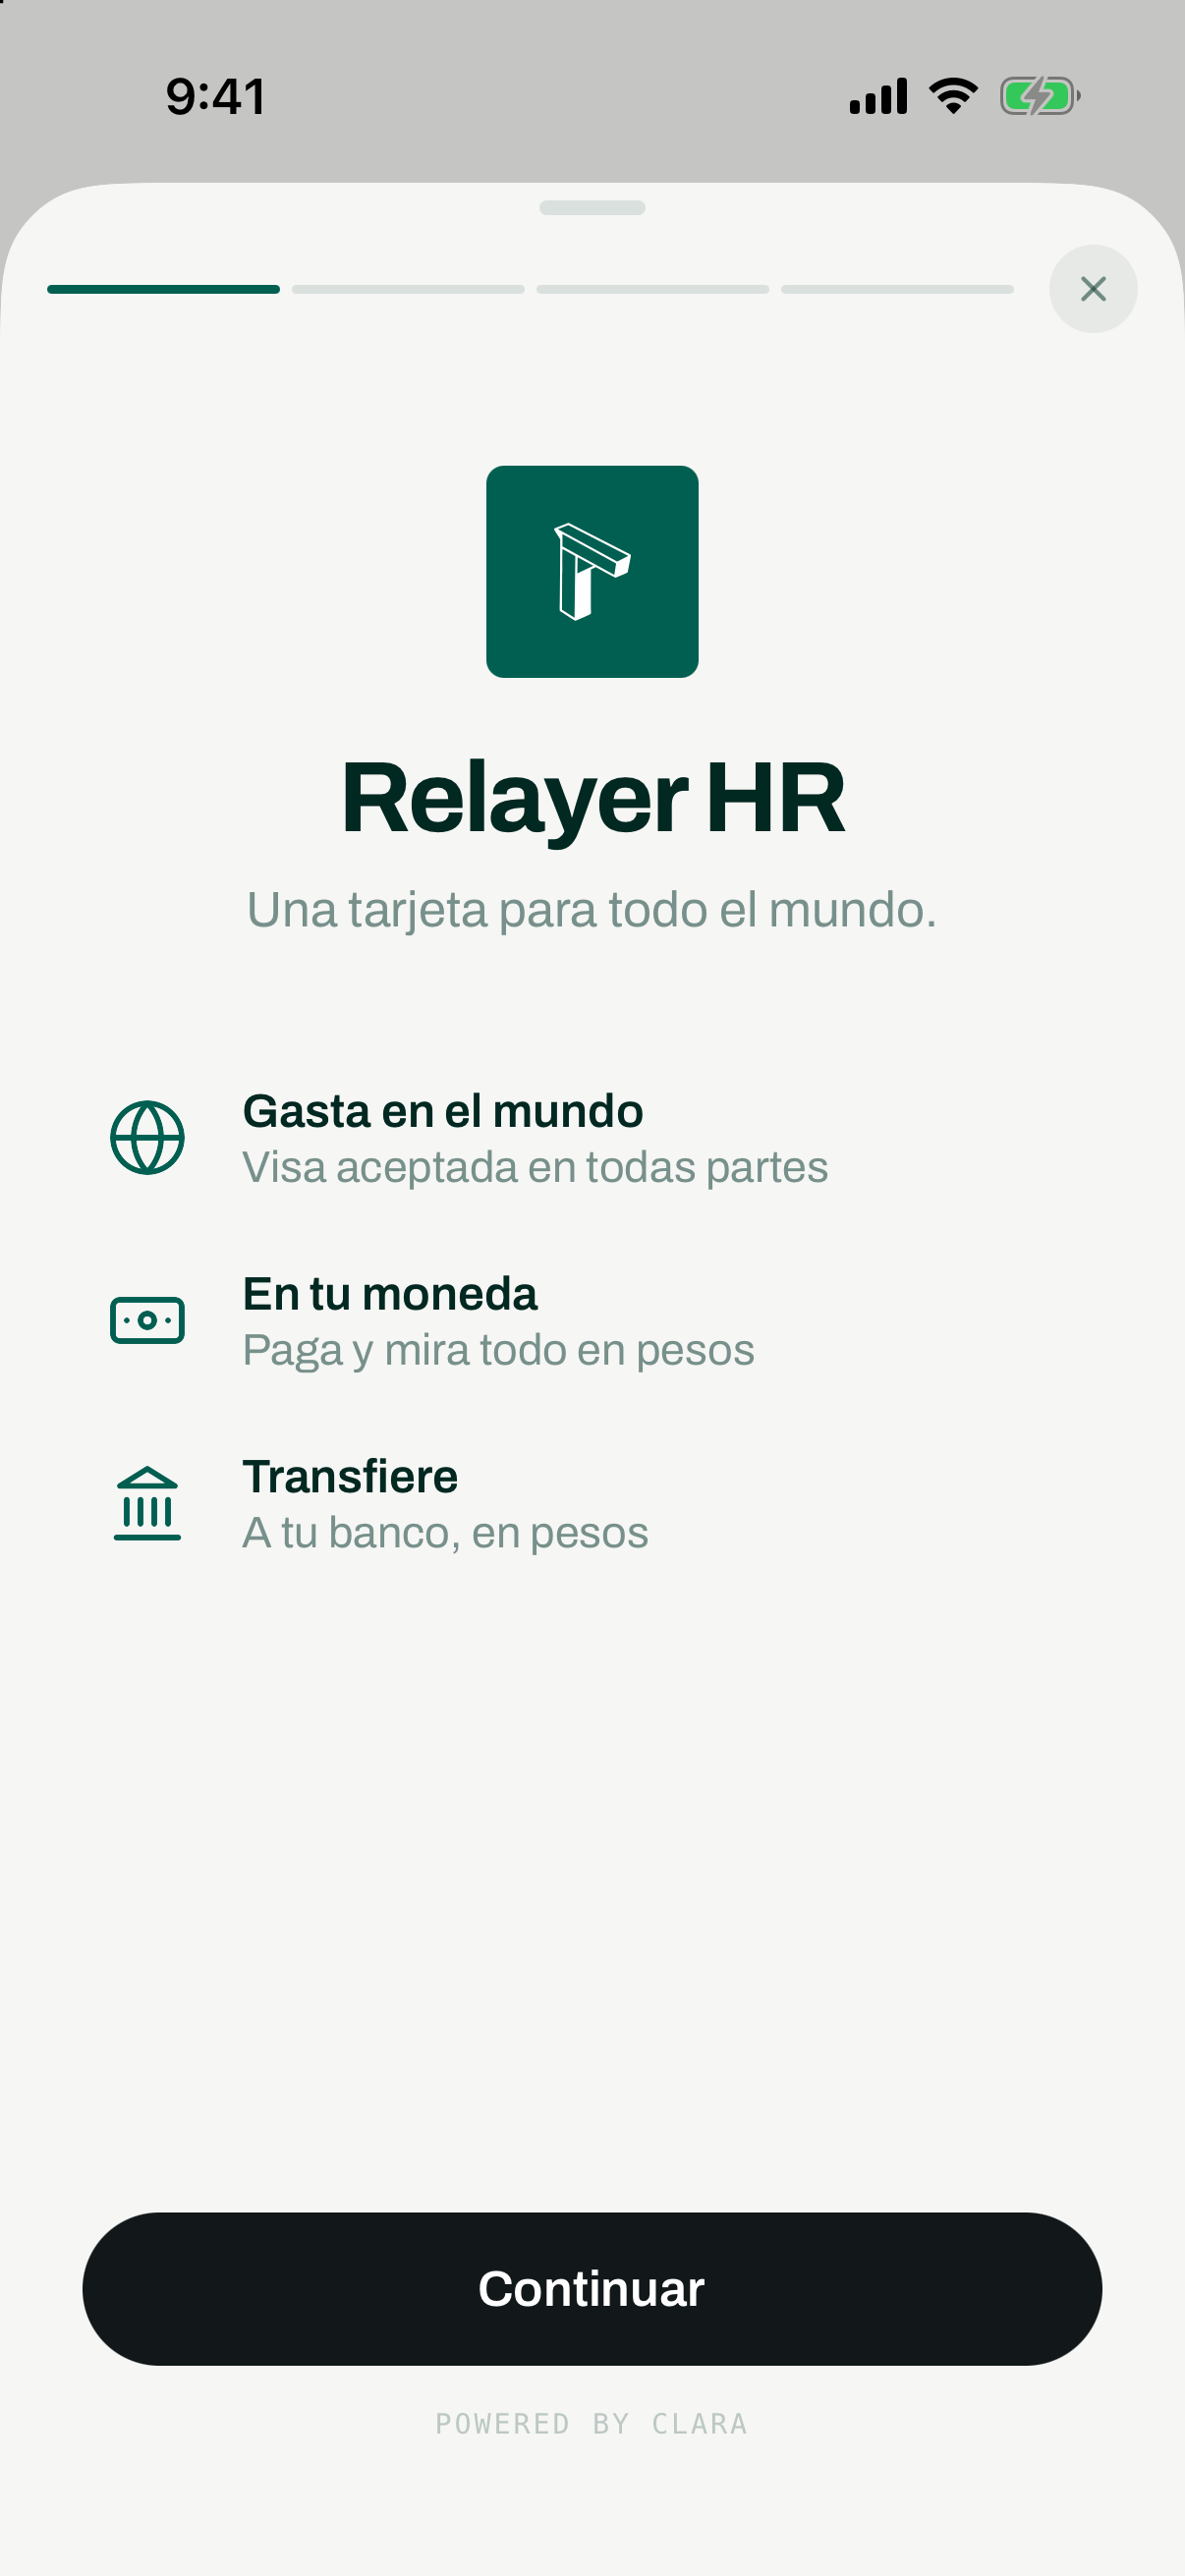 9:41
Relayer HR
Una tarjeta para todo el mundo.
Gasta en el mundo
Visa aceptada en todas partes
En tu moneda
Paga y mira todo en pesos
Transfiere
A tu banco, en pesos
Continuar
POWERED BY CLARA